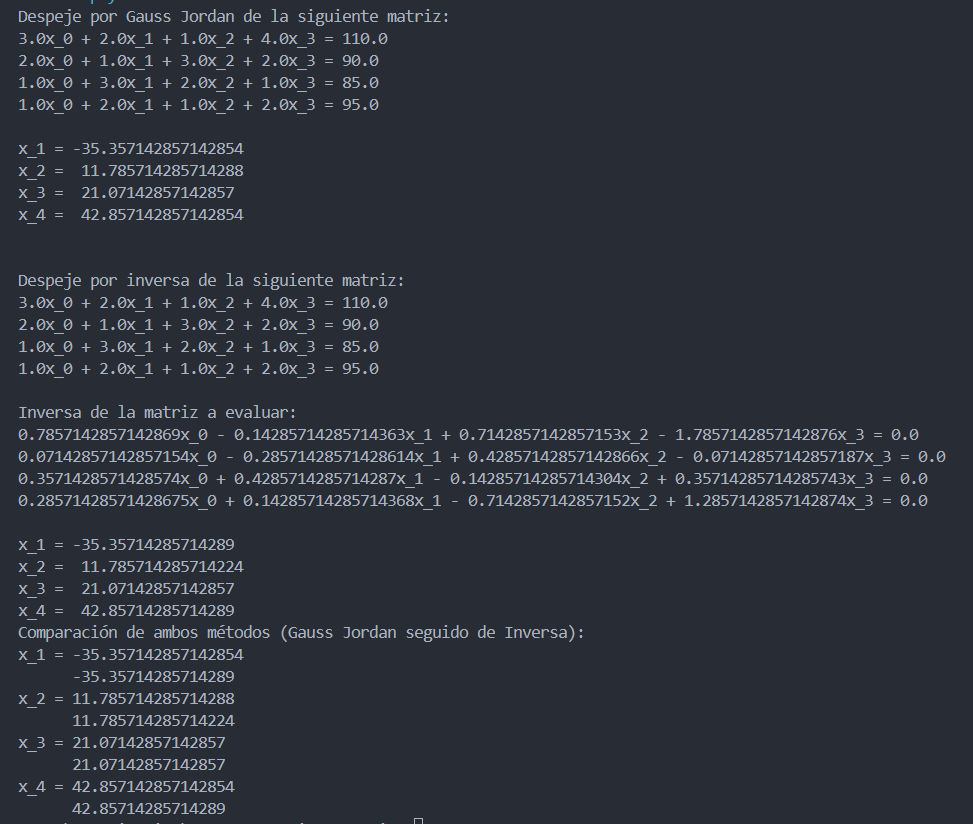 Despeje por Gauss Jordan de la siguiente matriz:
3.0x_0 + 2.0x_1 + 1.0x_2 + 4.0x_3 = 110.0
2.0x_0 + 1.0x_1 + 3.0x_2 + 2.0x_3 = 90.0
1.0x_0 + 3.0x_1 + 2.0x_2 + 1.0x_3 = 85.0
1.0x_0 + 2.0x_1 + 1.0x_2 + 2.0x_3 = 95.0
x_1 = -35.357142857142854
x_2 =  11.785714285714288
x_3 =  21.07142857142857
x_4 =  42.857142857142854
Despeje por inversa de la siguiente matriz:
3.0x_0 + 2.0x_1 + 1.0x_2 + 4.0x_3 = 110.0
2.0x_0 + 1.0x_1 + 3.0x_2 + 2.0x_3 = 90.0
1.0x_0 + 3.0x_1 + 2.0x_2 + 1.0x_3 = 85.0
1.0x_0 + 2.0x_1 + 1.0x_2 + 2.0x_3 = 95.0
Inversa de la matriz a evaluar:
0.7857142857142869x_0 - 0.14285714285714363x_1 + 0.7142857142857153x_2 - 1.7857142857142876x_3 = 0.0
0.07142857142857154x_0 - 0.28571428571428614x_1 + 0.42857142857142866x_2 - 0.07142857142857187x_3 = 0.0
0.3571428571428574x_0 + 0.4285714285714287x_1 - 0.14285714285714304x_2 + 0.35714285714285743x_3 = 0.0
0.28571428571428675x_0 + 0.14285714285714368x_1 - 0.7142857142857152x_2 + 1.2857142857142874x_3 = 0.0
x_1 = -35.35714285714289
x_2 =  11.785714285714224
x_3 =  21.07142857142857
x_4 =  42.85714285714289
Comparación de ambos métodos (Gauss Jordan seguido de Inversa):
x_1 = -35.357142857142854
-35.35714285714289
x_2 = 11.785714285714288
11.785714285714224
x_3 = 21.07142857142857
21.07142857142857
x_4 = 42.857142857142854
42.85714285714289